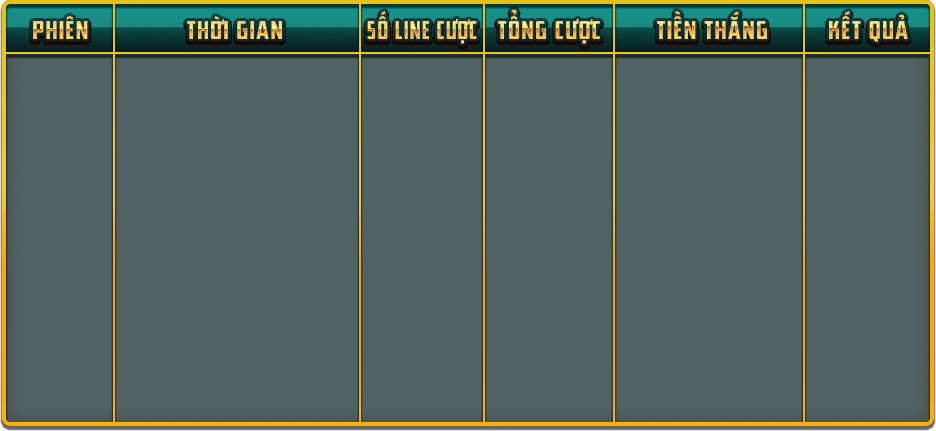 PHIÊN THỜI GIAN SỐ LINE CƯỢC TỔNG CƯỢC TIỀN THẮNG KẾT QUẢ